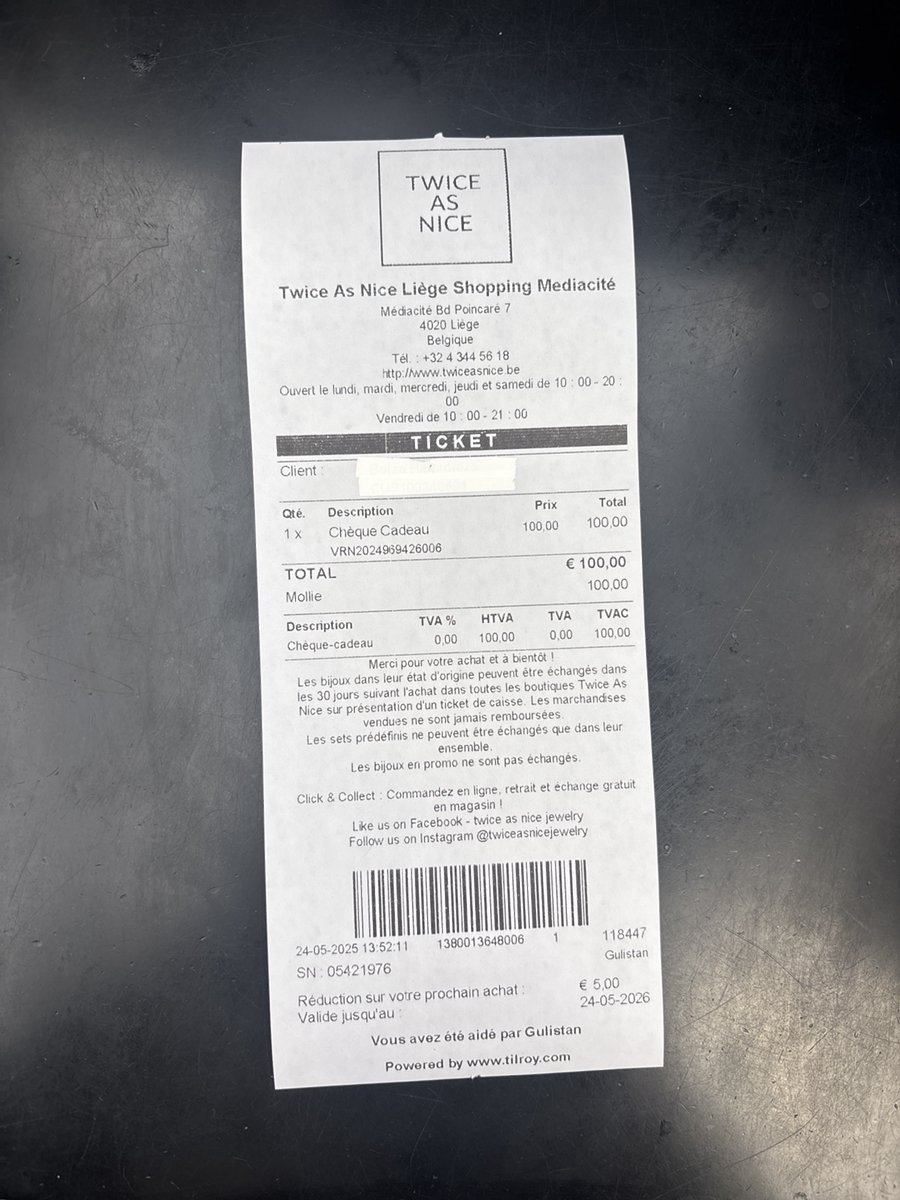 TWICE
AS
NICE
Twice As Nice Liège Shopping Mediacité
Médiacité Bd Poincaré 7
4020 Liège
Belgique
Tél. : +32 4 344 56 18
http://www.twiceasnice.be
Ouvert le lundi, mardi, mercredi, jeudi et samedi de 10 : 00 - 20 :
00
Vendredi de 10 : 00 - 21 : 00
TICKET
Client :
Qté. Description Prix Total
1 x Chèque Cadeau 100,00 100,00
VRN2024969426006
TOTAL € 100,00
Mollie 100,00
Description TVA % HTVA TVA TVAC
Chèque-cadeau 0,00 100,00 0,00 100,00
Merci pour votre achat et à bientôt !
Les bijoux dans leur état d'origine peuvent être échangés dans
les 30 jours suivant l'achat dans toutes les boutiques Twice As
Nice sur présentation d'un ticket de caisse. Les marchandises
vendues ne sont jamais remboursées.
Les sets prédéfinis ne peuvent être échangés que dans leur
ensemble.
Les bijoux en promo ne sont pas échangés.
Click & Collect : Commandez en ligne, retrait et échange gratuit
en magasin !
Like us on Facebook - twice as nice jewelry
Follow us on Instagram @twiceasnicejewelry
24-05-2025 13:52:11 1380013648006 1 118447
Gulistan
SN : 05421976
Réduction sur votre prochain achat : € 5,00
Valide jusqu'au : 24-05-2026
Vous avez été aidé par Gulistan
Powered by www.tilroy.com